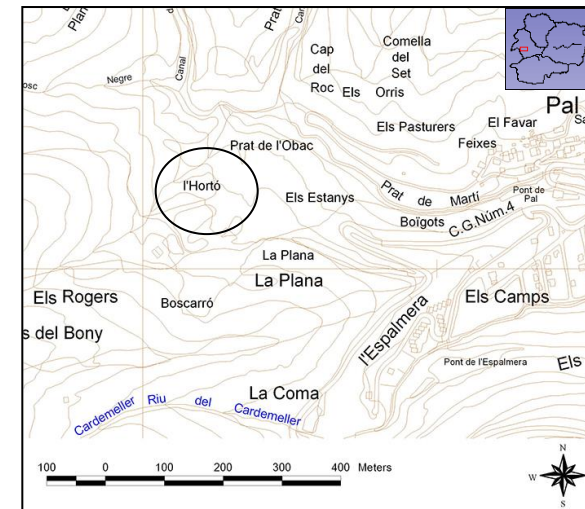 Plan
Negre
Canal
Prat
Cap
del
Roc
Comella
del
Set
Els Orris
Pal
El Favar
Els Pasturers
Feixes
Prat de l'Obac
l'Hortó
Els Estanys
Prat de Martí
Pont de
Pal
Boïgots
C.G.Núm.4
La Plana
La Plana
Els Rogers
Boscarró
Els Camps
s del Bony
l'Espalmera
Pont de l'Espalmera
Els
La Coma
Cardemeller Riu del Cardemeller
100 0 100 200 300 400 Meters
N
W E
S